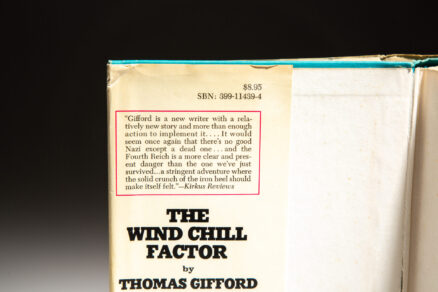 $8.95
SBN: 399-11439-4
"Gifford is a new writer with a rela-
tively new story and more than enough
action to implement it.... It would
seem once again that there's no good
Nazi except a dead one ... and the
Fourth Reich is a more clear and pres-
ent danger than the one we've just
survived...a stringent adventure where
the solid crunch of the iron heel should
make itself felt."—Kirkus Reviews
THE
WIND CHILL
FACTOR
by
THOMAS GIFFORD